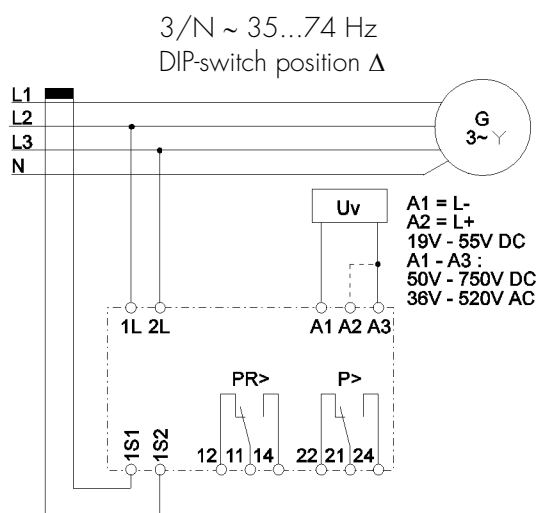 3/N ~ 35...74 Hz
DIP-switch position Δ
L1
L2
L3
N
G
3~ Y
Uv
A1 = L-
A2 = L+
19V - 55V DC
A1 - A3 :
50V - 750V DC
36V - 520V AC
1L 2L
A1 A2 A3
PR>
P>
1S1
1S2
12 11 14
22 21 24